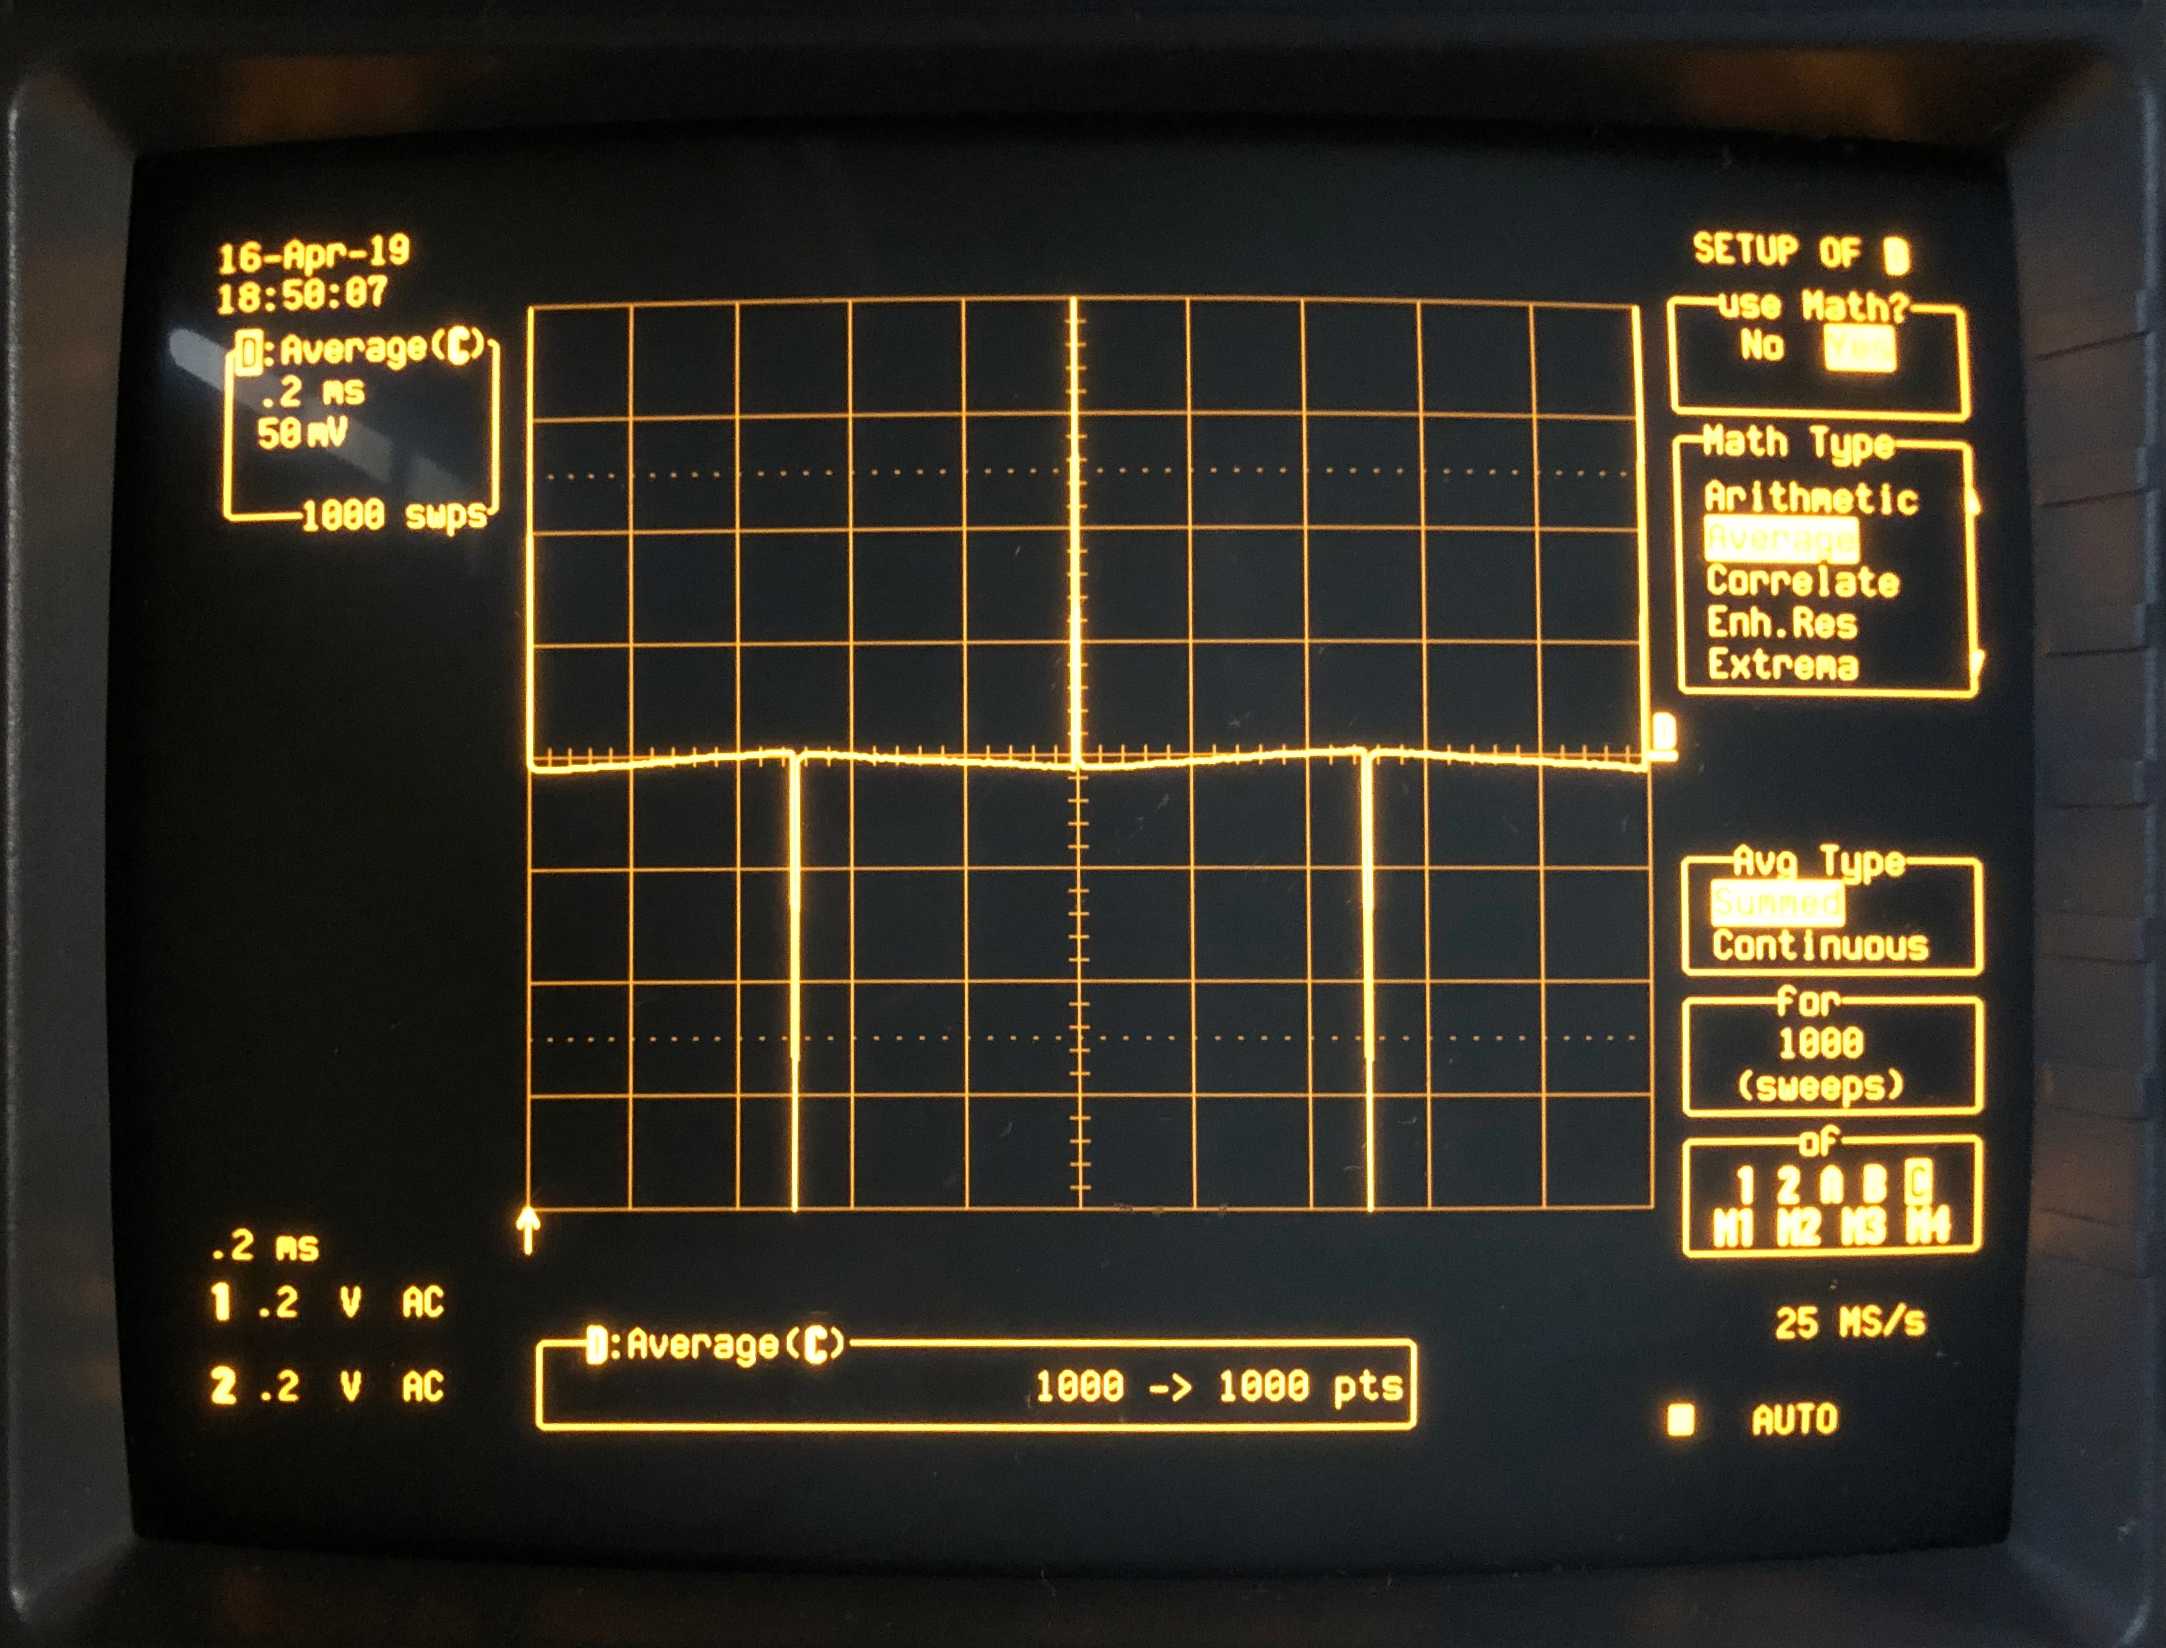 16-Apr-19
18:50:07
D:Average(C)
.2 ms
50mV
1000 swps
SETUP OF D
use Math?
No Yes
Math Type
Arithmetic
Average
Correlate
Enh.Res
Extrema
D
Avg Type
Summed
Continuous
for
1000
(sweeps)
of
1 2 A B C
M1 M2 M3 M4
.2 ms
1 .2 V AC
2 .2 V AC
D:Average(C)
1000 -> 1000 pts
25 MS/s
AUTO